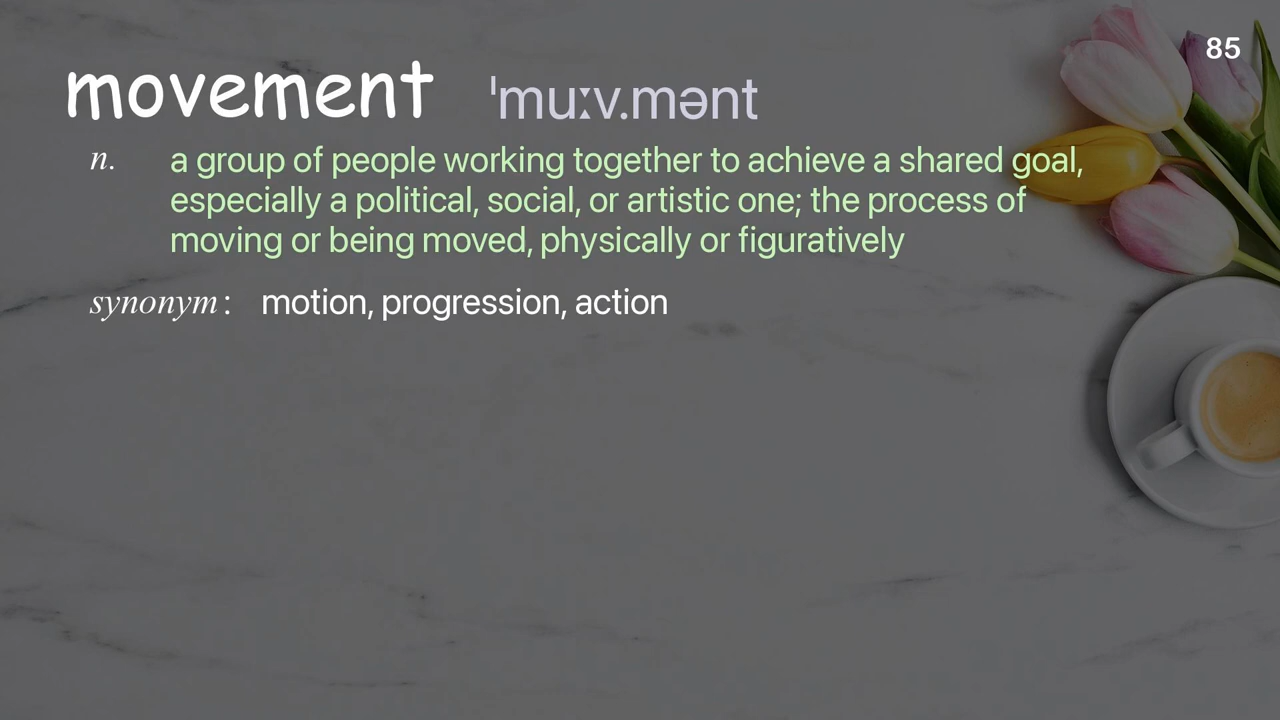 85
movement ˈmuːv.mənt
n. a group of people working together to achieve a shared goal,
especially a political, social, or artistic one; the process of
moving or being moved, physically or figuratively
synonym: motion, progression, action